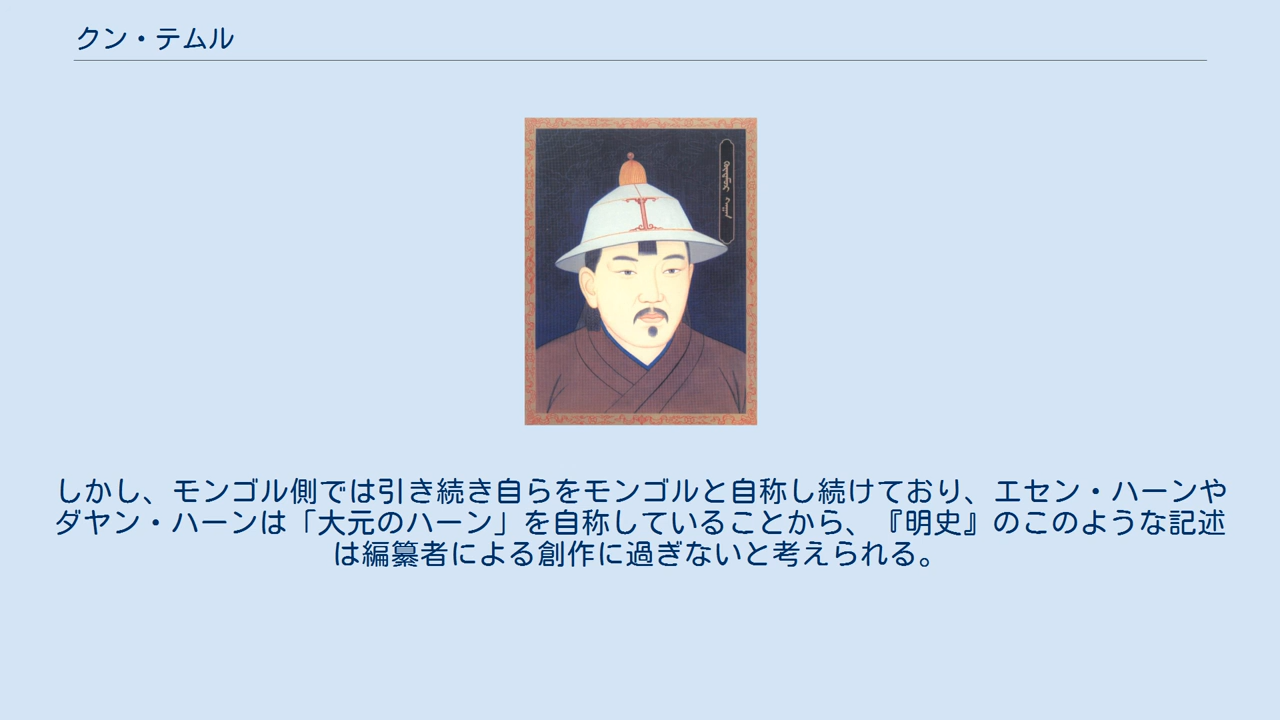 クン・テムル
しかし、モンゴル側では引き続き自らをモンゴルと自称し続けており、エセン・ハーンや
ダヤン・ハーンは「大元のハーン」を自称していることから、『明史』のこのような記述
は編纂者による創作に過ぎないと考えられる。